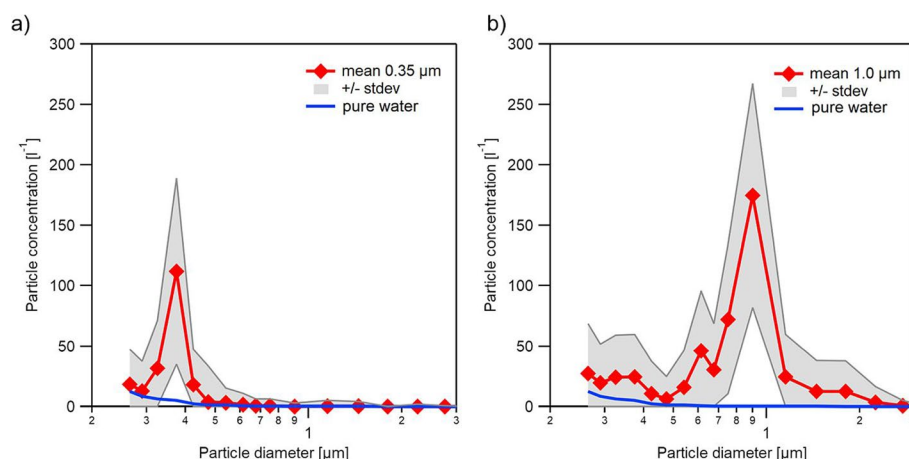 a)
300
250
200
150
100
50
0
Particle concentration [l⁻¹]
mean 0.35 µm
+/- stdev
pure water
2 3 4 5 6 7 8 9 1 2 3
Particle diameter [µm]
b)
300
250
200
150
100
50
0
Particle concentration [l⁻¹]
mean 1.0 µm
+/- stdev
pure water
2 3 4 5 6 7 8 9 1 2
Particle diameter [µm]